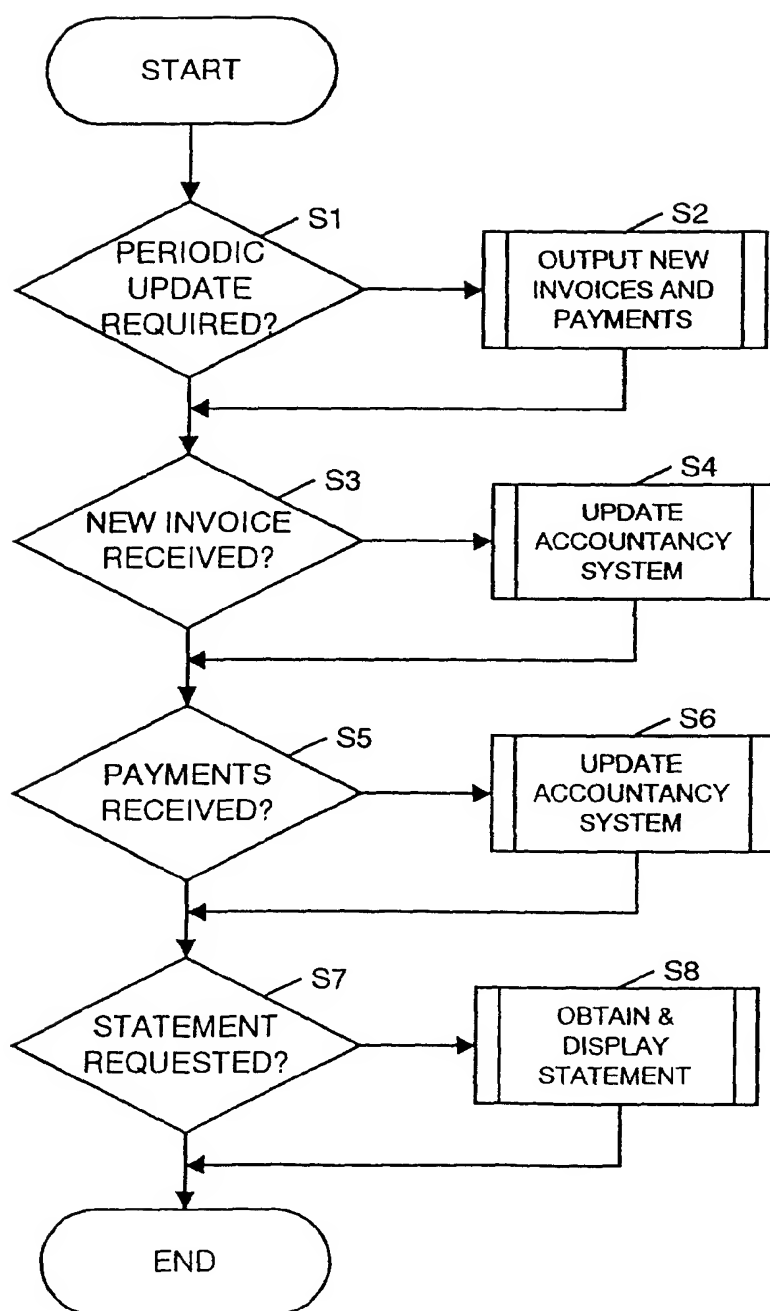 START
S1
PERIODIC
UPDATE
REQUIRED?
S2
OUTPUT NEW
INVOICES AND
PAYMENTS
S3
NEW INVOICE
RECEIVED?
S4
UPDATE
ACCOUNTANCY
SYSTEM
S5
PAYMENTS
RECEIVED?
S6
UPDATE
ACCOUNTANCY
SYSTEM
S7
STATEMENT
REQUESTED?
S8
OBTAIN &
DISPLAY
STATEMENT
END